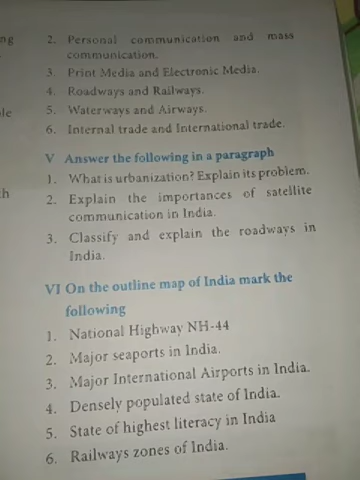 ng
2. Personal communication and mass
communication.
3. Print Media and Electronic Media.
4. Roadways and Railways.
5. Waterways and Airways.
6. Internal trade and International trade.
V Answer the following in a paragraph
1. What is urbanization? Explain its problem.
2. Explain the importances of satellite
communication in India.
3. Classify and explain the roadways in
India.
VI On the outline map of India mark the
following
1. National Highway NH-44
2. Major seaports in India.
3. Major International Airports in India.
4. Densely populated state of India.
5. State of highest literacy in India
6. Railways zones of India.